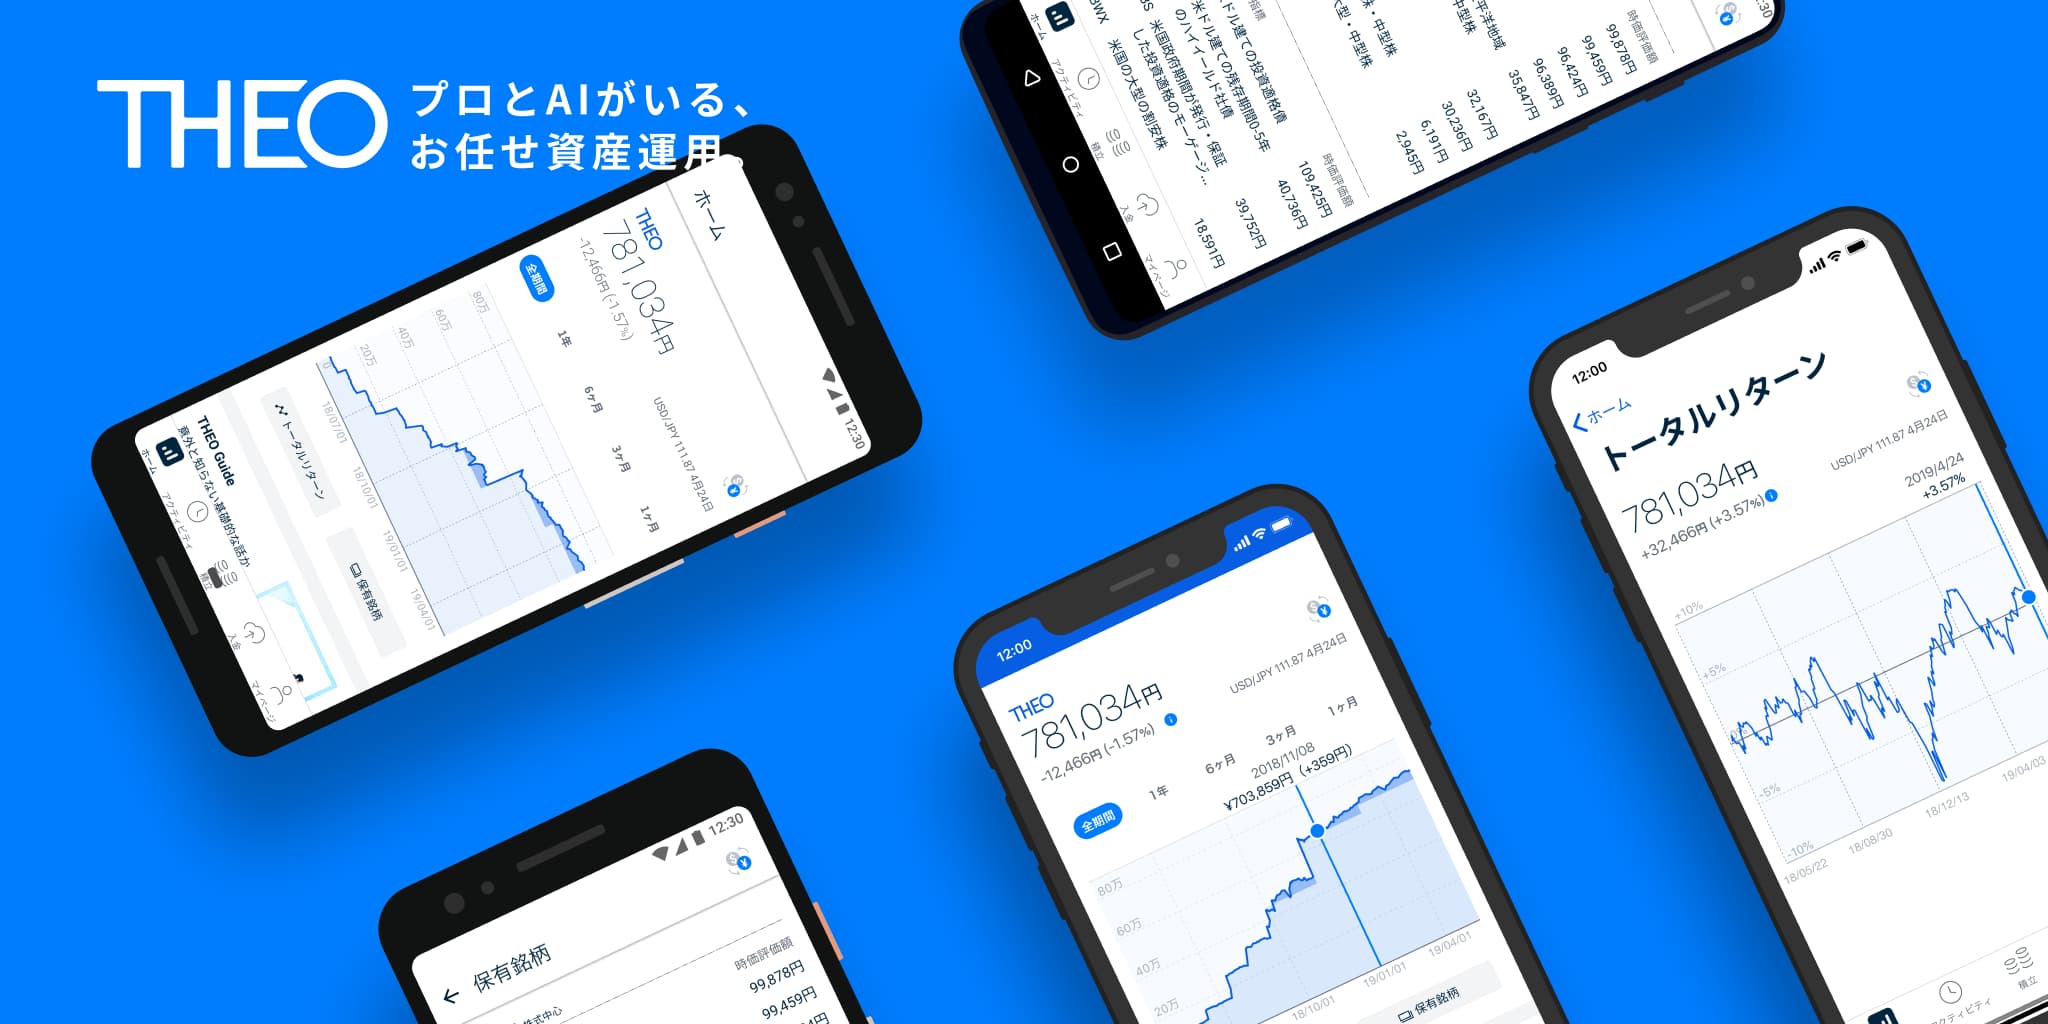 THEO
プロとAIがいる、
お任せ資産運用。
ホーム
THEO
781,034円
-12,466円 (-1.57%)
USD/JPY 111.87 4月24日
全期間
1年
6ヶ月
3ヶ月
1ヶ月
80万
60万
40万
20万
0
18/07/01
18/10/01
19/01/01
19/04/01
トータルリターン
保有銘柄
THEO Guide
意外と知らない基礎的な話か
ホーム
アクティビティ
積立
入金
マイページ
12:30
:30
時価評価額
99,878円
99,459円
96,424円
96,389円
35,847円
32,167円
30,236円
6,191円
2,945円
平洋地域
中型株
株・中型株
大型・中型株
指標
時価評価額
ドル建ての投資適格債
109,425円
米ドル建ての残存期間0-5年
のハイイールド社債
40,736円
米国政府期間が発行・保証
した投資適格のモーゲージ...
39,752円
BWX
米国の大型の割安株
18,591円
ホーム
アクティビティ
積立
入金
マイページ
12:00
ホーム
トータルリターン
781,034円
+32,466円 (+3.57%)
USD/JPY 111.87 4月24日
2019/4/24
+3.57%
+10%
+5%
0%
-5%
-10%
18/05/22
18/08/30
18/12/13
19/04/03
アクティビティ
積立
12:00
THEO
781,034円
-12,466円 (-1.57%)
USD/JPY 111.87 4月24日
全期間
1年
6ヶ月
3ヶ月
1ヶ月
2018/11/08
¥703,859円 (+359円)
80万
60万
40万
20万
18/10/01
19/01/01
19/04/01
保有銘柄
12:30
保有銘柄
株式中心
時価評価額
99,878円
99,459円